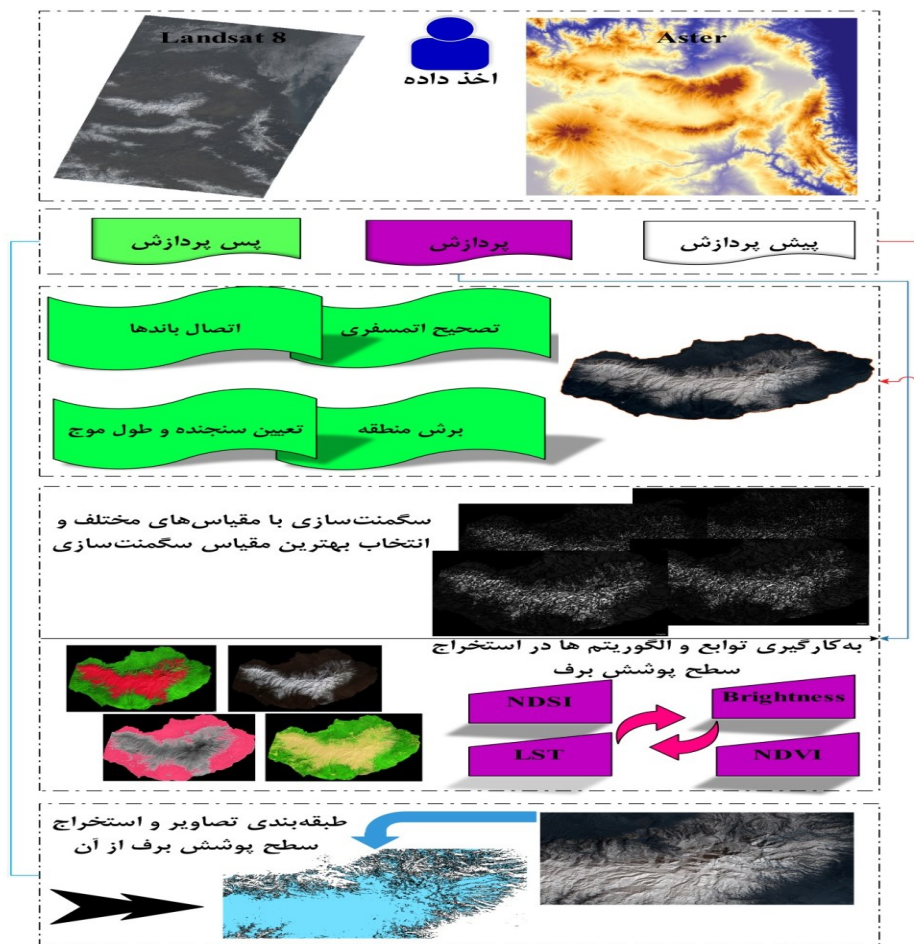 Landsat 8
Aster
اخذ داده
پیش پردازش
پردازش
پس پردازش
تصحیح اتمسفری
اتصال باندها
برش منطقه
تعیین سنجنده و طول موج
سگمنت‌سازی با مقیاس‌های مختلف و
انتخاب بهترین مقیاس سگمنت‌سازی
به‌کارگیری توابع و الگوریتم ها در استخراج
سطح پوشش برف
NDSI
Brightness
LST
NDVI
طبقه‌بندی تصاویر و استخراج
سطح پوشش برف از آن